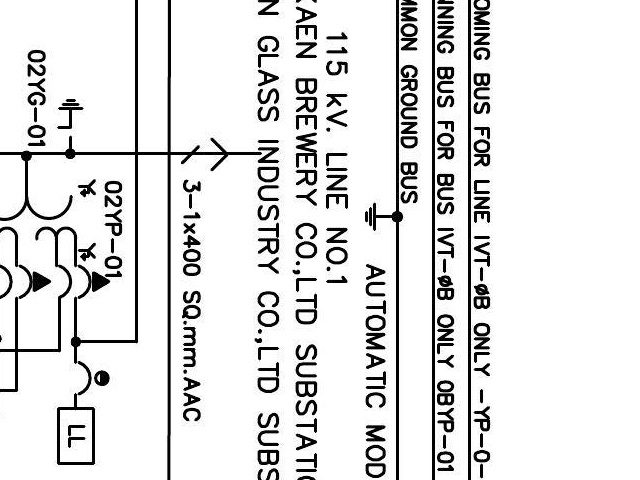 OMING BUS FOR LINE IVT-øB ONLY -YP-0-
NNING BUS FOR BUS IVT-øB ONLY 0BYP-01
MMON GROUND BUS
AUTOMATIC MOD
115 kV. LINE NO.1
KAEN BREWERY CO.,LTD SUBSTATIO
N GLASS INDUSTRY CO.,LTD SUBS
3-1x400 SQ.mm.AAC
02YP-01
02YG-01
LL